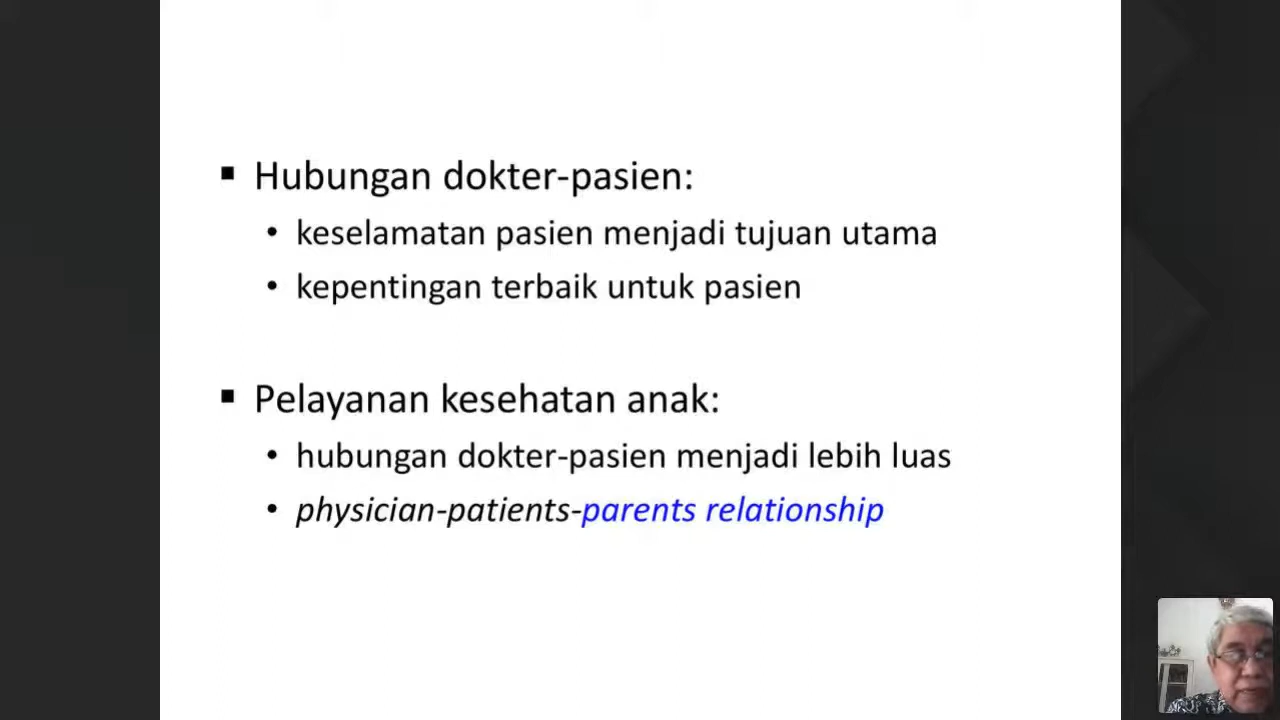 ▪ Hubungan dokter-pasien:
• keselamatan pasien menjadi tujuan utama
• kepentingan terbaik untuk pasien
▪ Pelayanan kesehatan anak:
• hubungan dokter-pasien menjadi lebih luas
• physician-patients-parents relationship